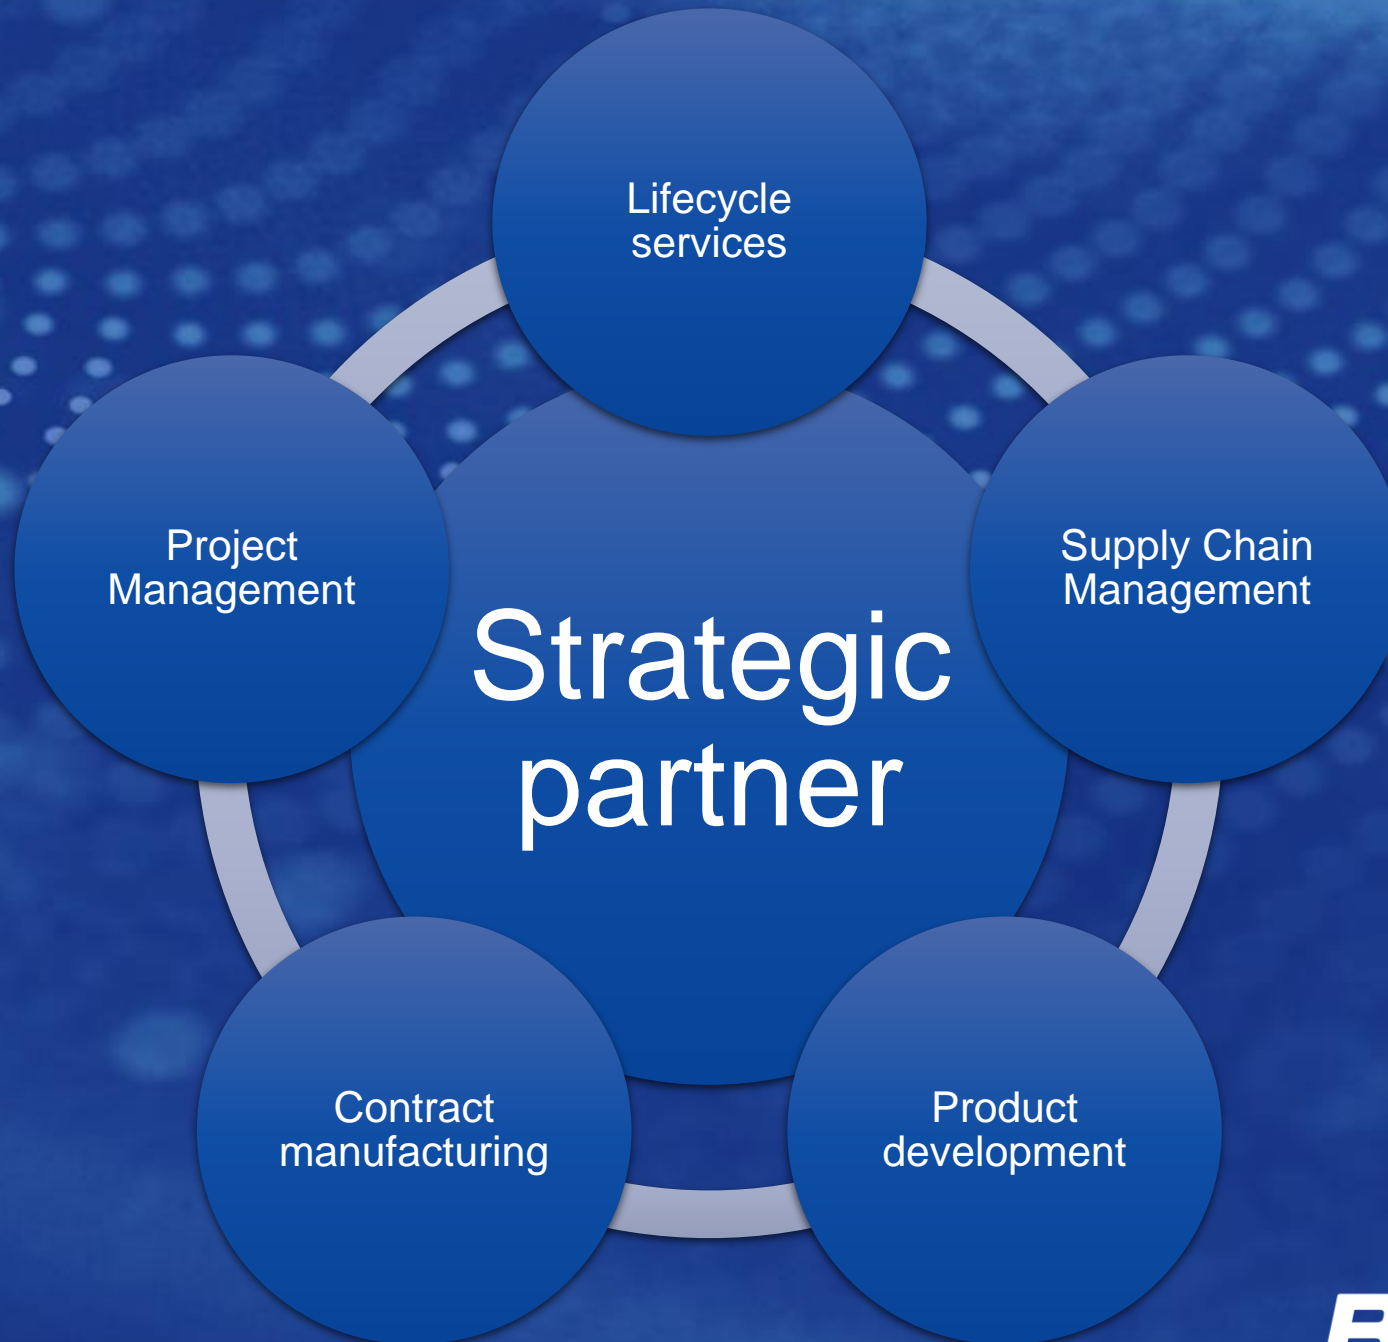 Lifecycle
services
Project
Management
Supply Chain
Management
Strategic
partner
Contract
manufacturing
Product
development